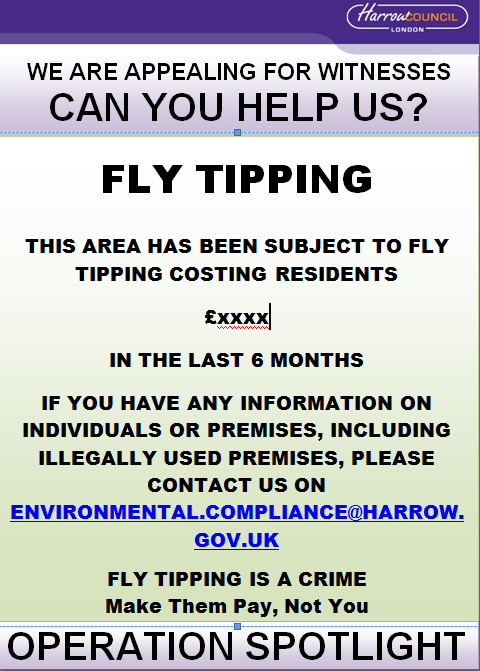 HarrowCOUNCIL
LONDON
WE ARE APPEALING FOR WITNESSES
CAN YOU HELP US?
FLY TIPPING
THIS AREA HAS BEEN SUBJECT TO FLY
TIPPING COSTING RESIDENTS
£xxxx
IN THE LAST 6 MONTHS
IF YOU HAVE ANY INFORMATION ON
INDIVIDUALS OR PREMISES, INCLUDING
ILLEGALLY USED PREMISES, PLEASE
CONTACT US ON
ENVIRONMENTAL.COMPLIANCE@HARROW.
GOV.UK
FLY TIPPING IS A CRIME
Make Them Pay, Not You
OPERATION SPOTLIGHT